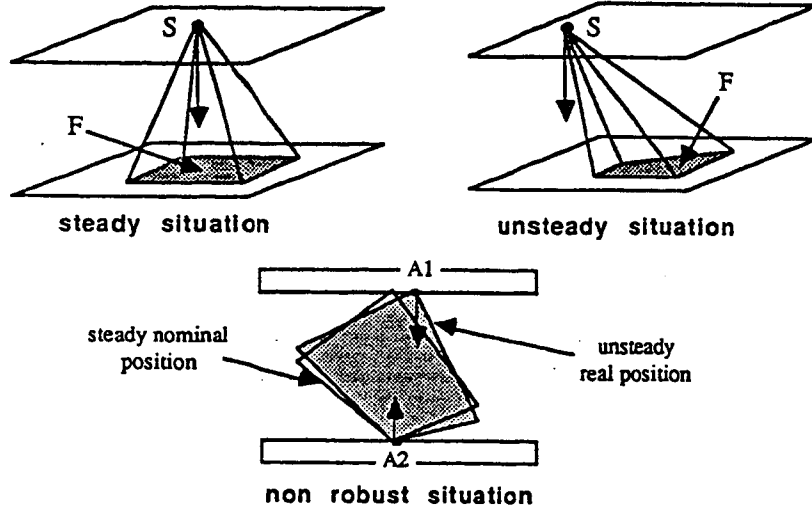 S
F
steady situation
S
F
unsteady situation
A1
steady nominal
position
unsteady
real position
A2
non robust situation